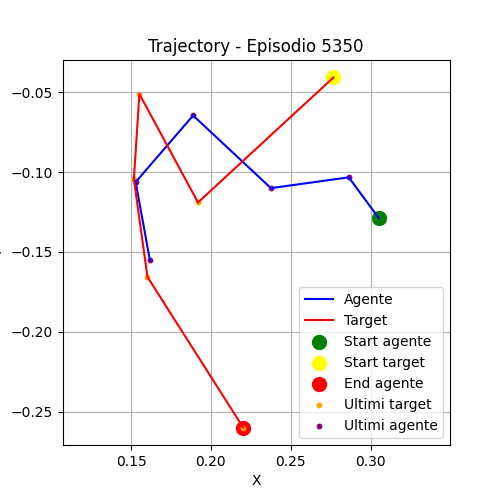 Trajectory - Episodio 5350
−0.05
−0.10
−0.15
−0.20
−0.25
0.15 0.20 0.25 0.30
X
Agente
Target
Start agente
Start target
End agente
Ultimi target
Ultimi agente